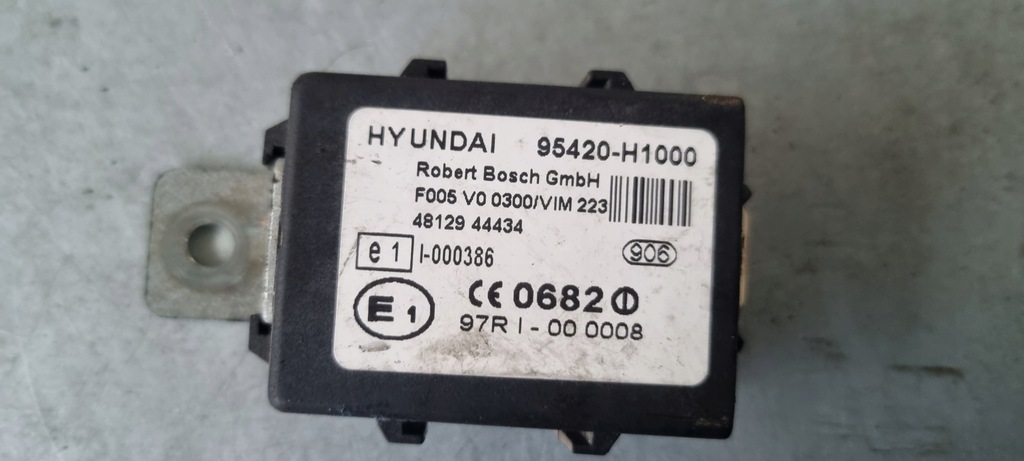 HYUNDAI 95420-H1000
Robert Bosch GmbH
F005 V0 0300/VIM 223
48129 44434
e 1 I-000386 906
CE 0682
E 1 97R I - 00 0008